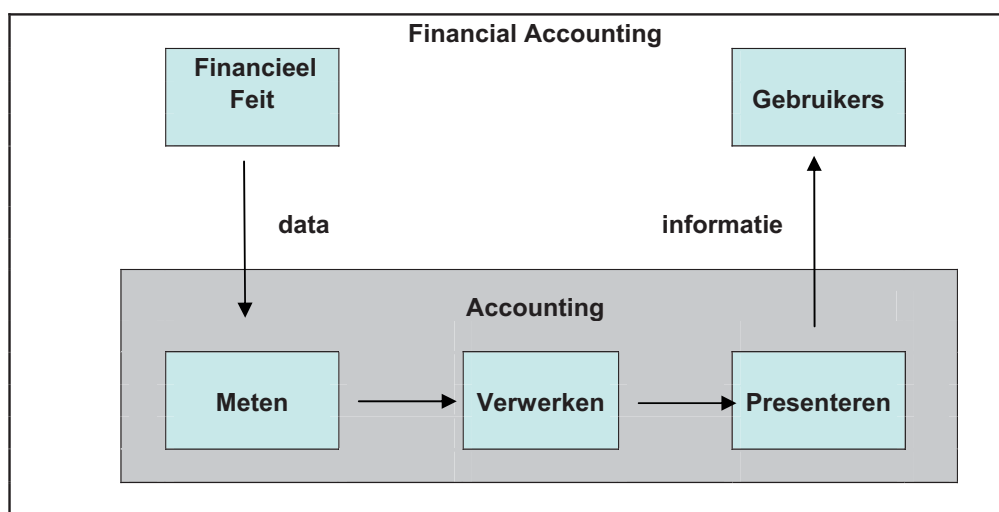 Financial Accounting
Financieel
Feit
Gebruikers
data
informatie
Accounting
Meten
Verwerken
Presenteren